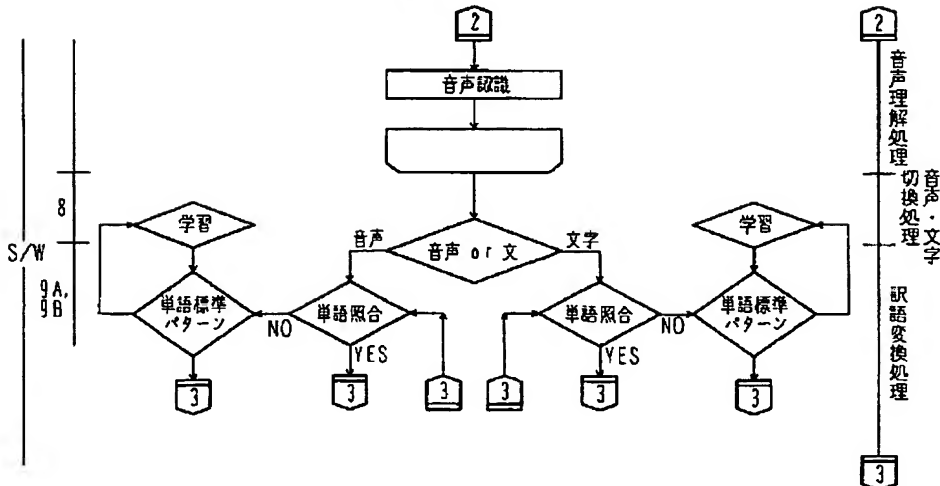 2
2
音声認識
音声理解処理
音声・文字
切換処理
8
学習
学習
音声
音声 or 文
文字
S/W
9A,
9B
単語標準
パターン
NO
単語照合
単語照合
NO
単語標準
パターン
訳語変換処理
YES
YES
3
3
3
3
3
3
3